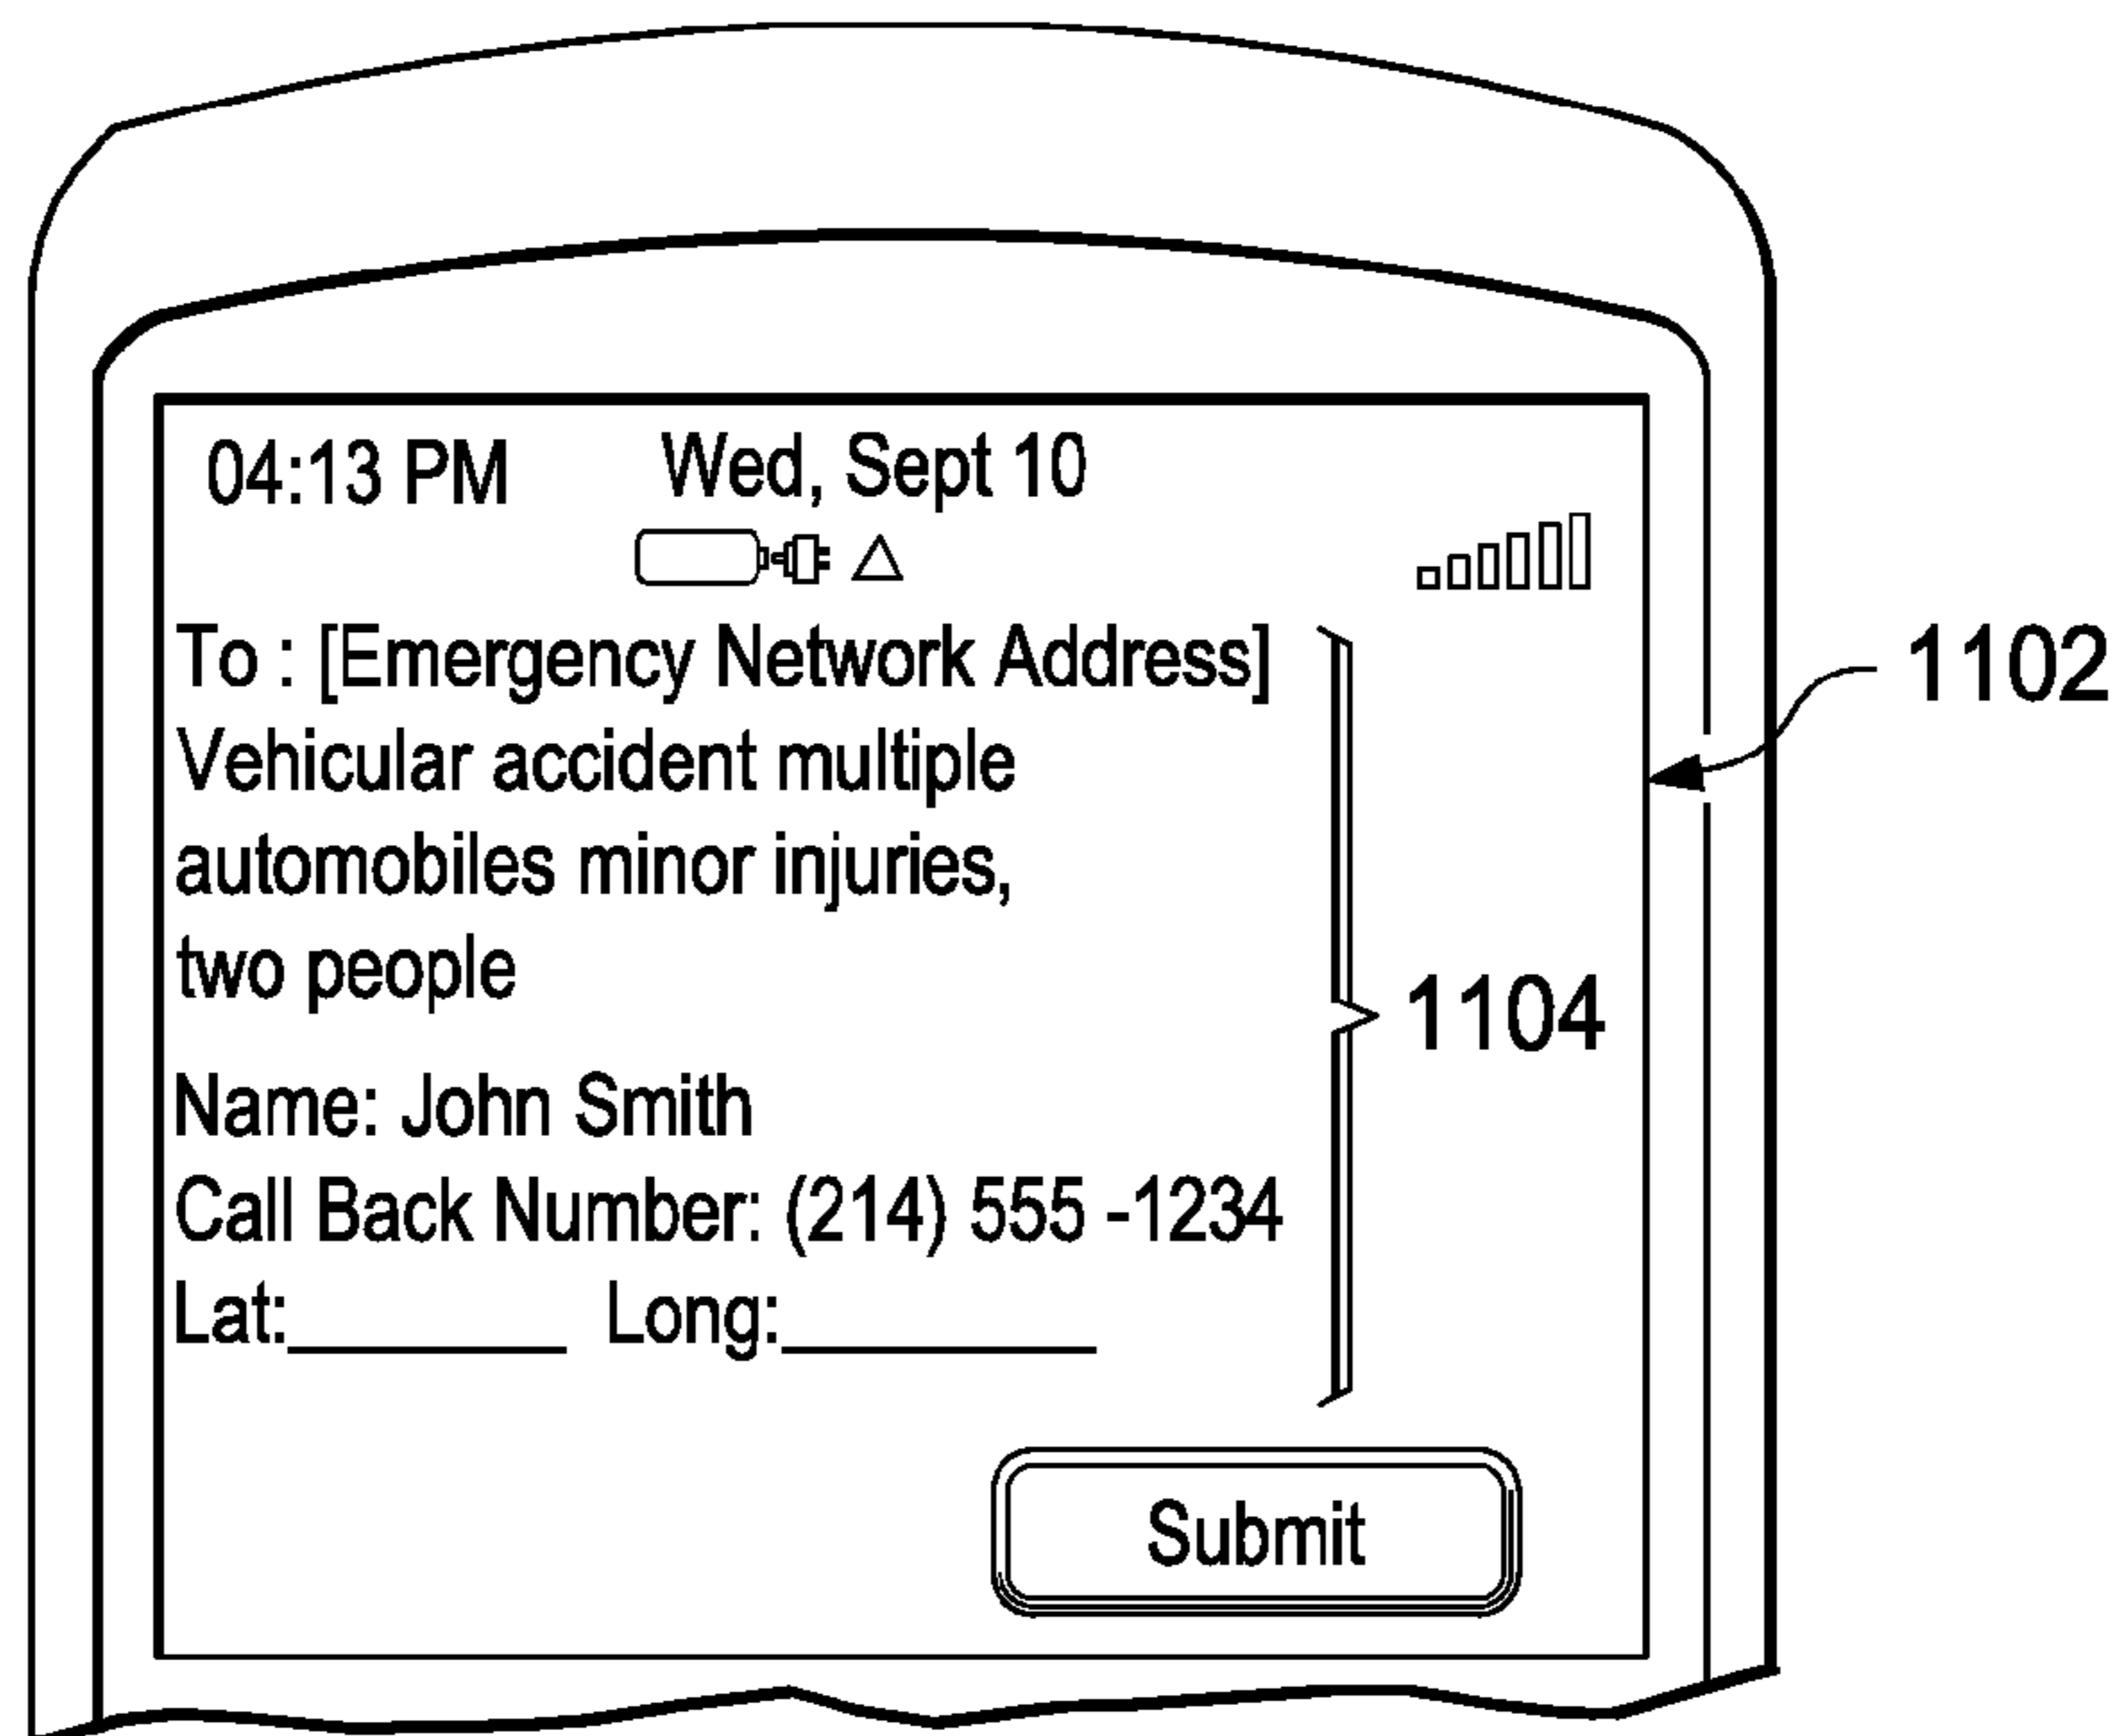 04:13 PM Wed, Sept 10
To : [Emergency Network Address]
1102
Vehicular accident multiple
automobiles minor injuries,
two people
1104
Name: John Smith
Call Back Number: (214) 555 -1234
Lat:________ Long:_________
Submit